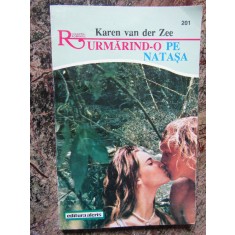 201
Karen van der Zee
URMĂRIND-O PE
NATAŞA
editura alcris